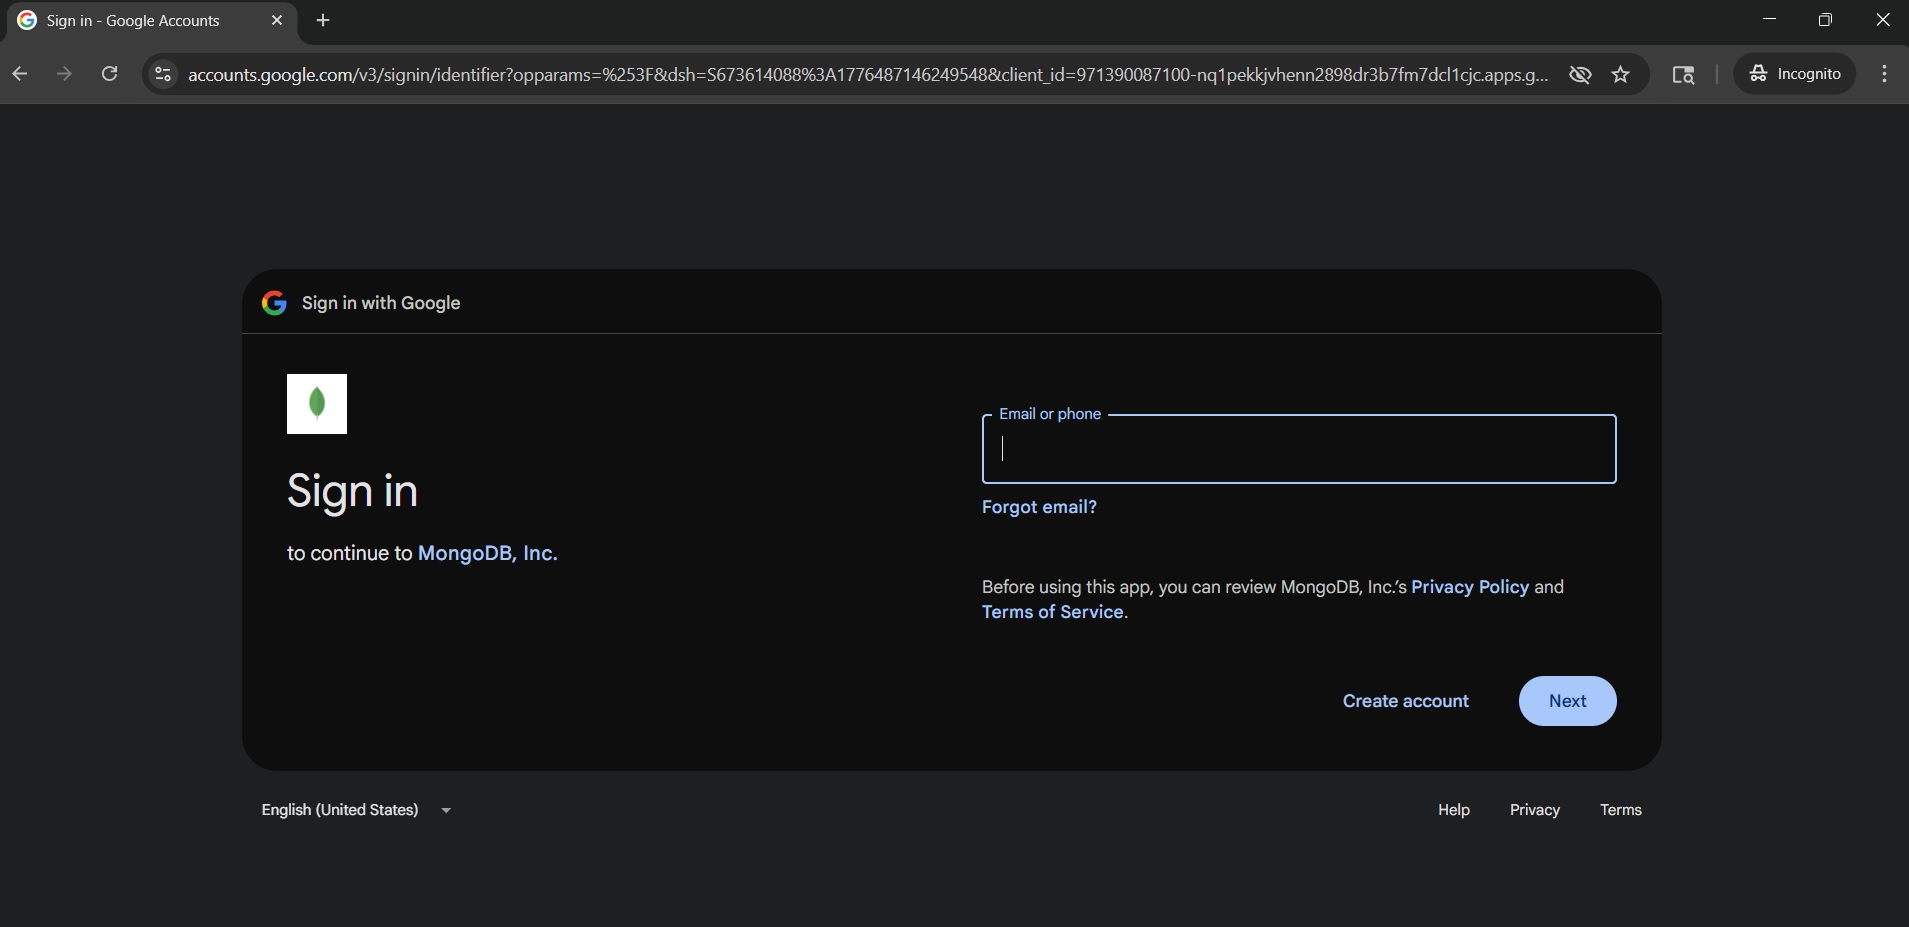 Sign in - Google Accounts
accounts.google.com/v3/signin/identifier?opparams=%253F&dsh=S673614088%3A1776487146249548&client_id=971390087100-nq1pekkjvhenn2898dr3b7fm7dcl1cjc.apps.g...
Incognito
Sign in with Google
Sign in
to continue to MongoDB, Inc.
Email or phone
Forgot email?
Before using this app, you can review MongoDB, Inc.'s Privacy Policy and
Terms of Service.
Create account
Next
English (United States)
Help
Privacy
Terms